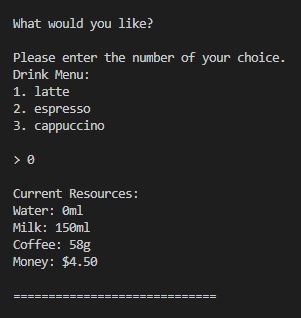 What would you like?
Please enter the number of your choice.
Drink Menu:
1. latte
2. espresso
3. cappuccino
> 0
Current Resources:
Water: 0ml
Milk: 150ml
Coffee: 58g
Money: $4.50
=============================